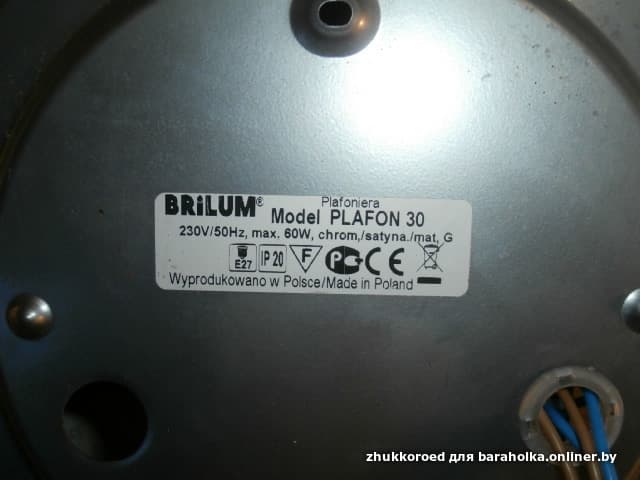 BRiLUM® Plafoniera
Model PLAFON 30
230V/50Hz, max. 60W, chrom,/satyna./mat, G
E27 IP 20 F PG CE
Wyprodukowano w Polsce/Made in Poland
zhukkoroed для baraholka.onliner.by